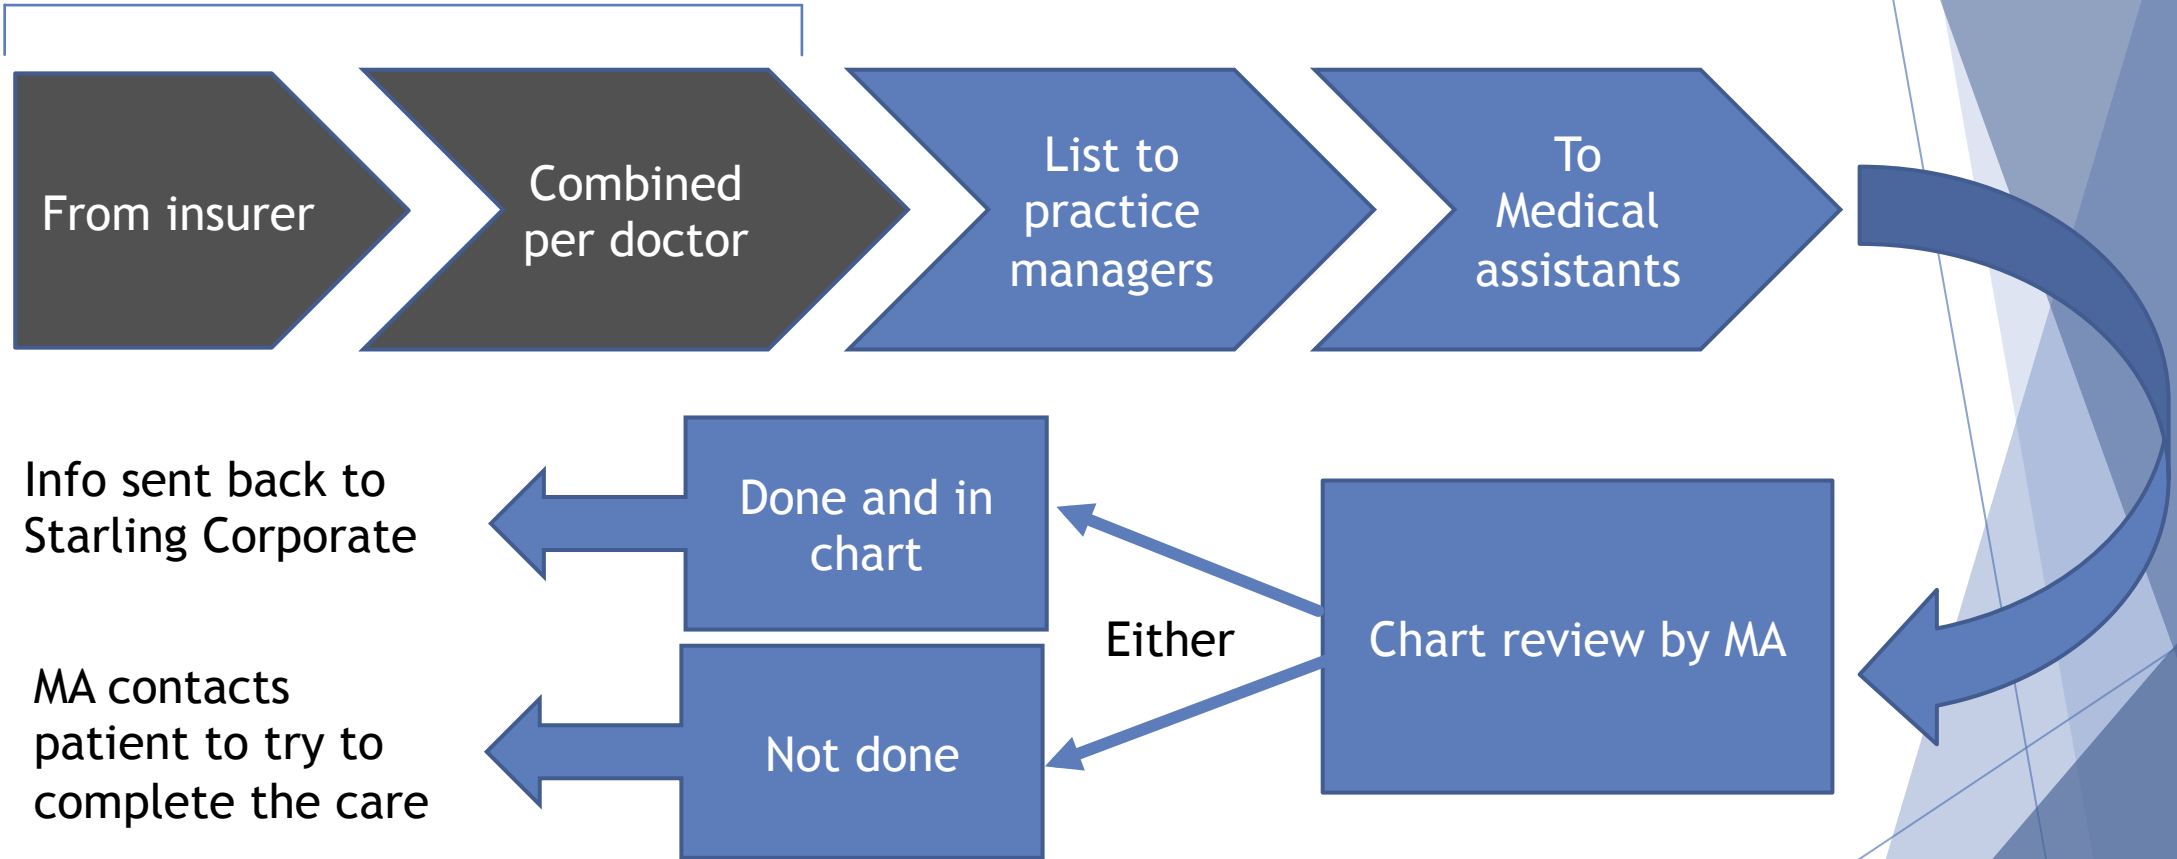 From insurer
Combined
per doctor
List to
practice
managers
To
Medical
assistants
Info sent back to
Starling Corporate
Done and in
chart
Either
Chart review by MA
MA contacts
patient to try to
complete the care
Not done